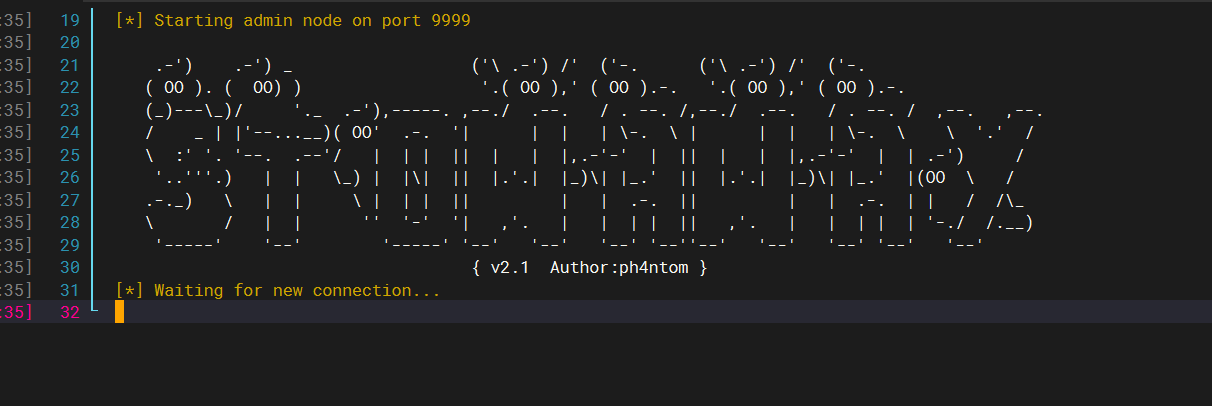 :35] 19 [*] Starting admin node on port 9999
:35] 20
:35] 21     .-')     .-') _                  ('\ .-') /'  ('-.      ('\ .-') /'  ('-.
:35] 22    ( OO ). (  OO) )                  '.( OO ),' ( OO ).-.   '.( OO ),' ( OO ).-.
:35] 23    (_)---\_)/     '._  .-'),-----. ,--./  .--.   / . --. /,--./  .--.   / . --. /  ,--.   ,--.
:35] 24    /    _ | |'--...__)( OO'  .-.  '|      |  |   | \-.  \ |      |  |   | \-.  \    \  '.'  /
:35] 25    \  :' '. '--.  .--'/   |  | |  ||  |   |  |,.-'-'  |  ||  |   |  |,.-'-'  |  | .-')     /
:35] 26     '..'''.)   |  |   \_) |  |\|  ||  |.'.|  |_)\| |_.'  ||  |.'.|  |_)\| |_.'  |(OO  \   /
:35] 27    .-._)   \   |  |     \ |  | |  ||         |   |  .-.  ||         |   |  .-.  | |   /  /\_
:35] 28    \       /   |  |      ''  '-'  '|   ,'.   |   |  | |  ||   ,'.   |   |  | |  | '-./  /.__)
:35] 29     '-----'    '--'        '-----' '--'   '--'   '--' '--''--'   '--'   '--' '--'   '--'
:35] 30 { v2.1  Author:ph4ntom }
:35] 31 [*] Waiting for new connection...
:35] 32